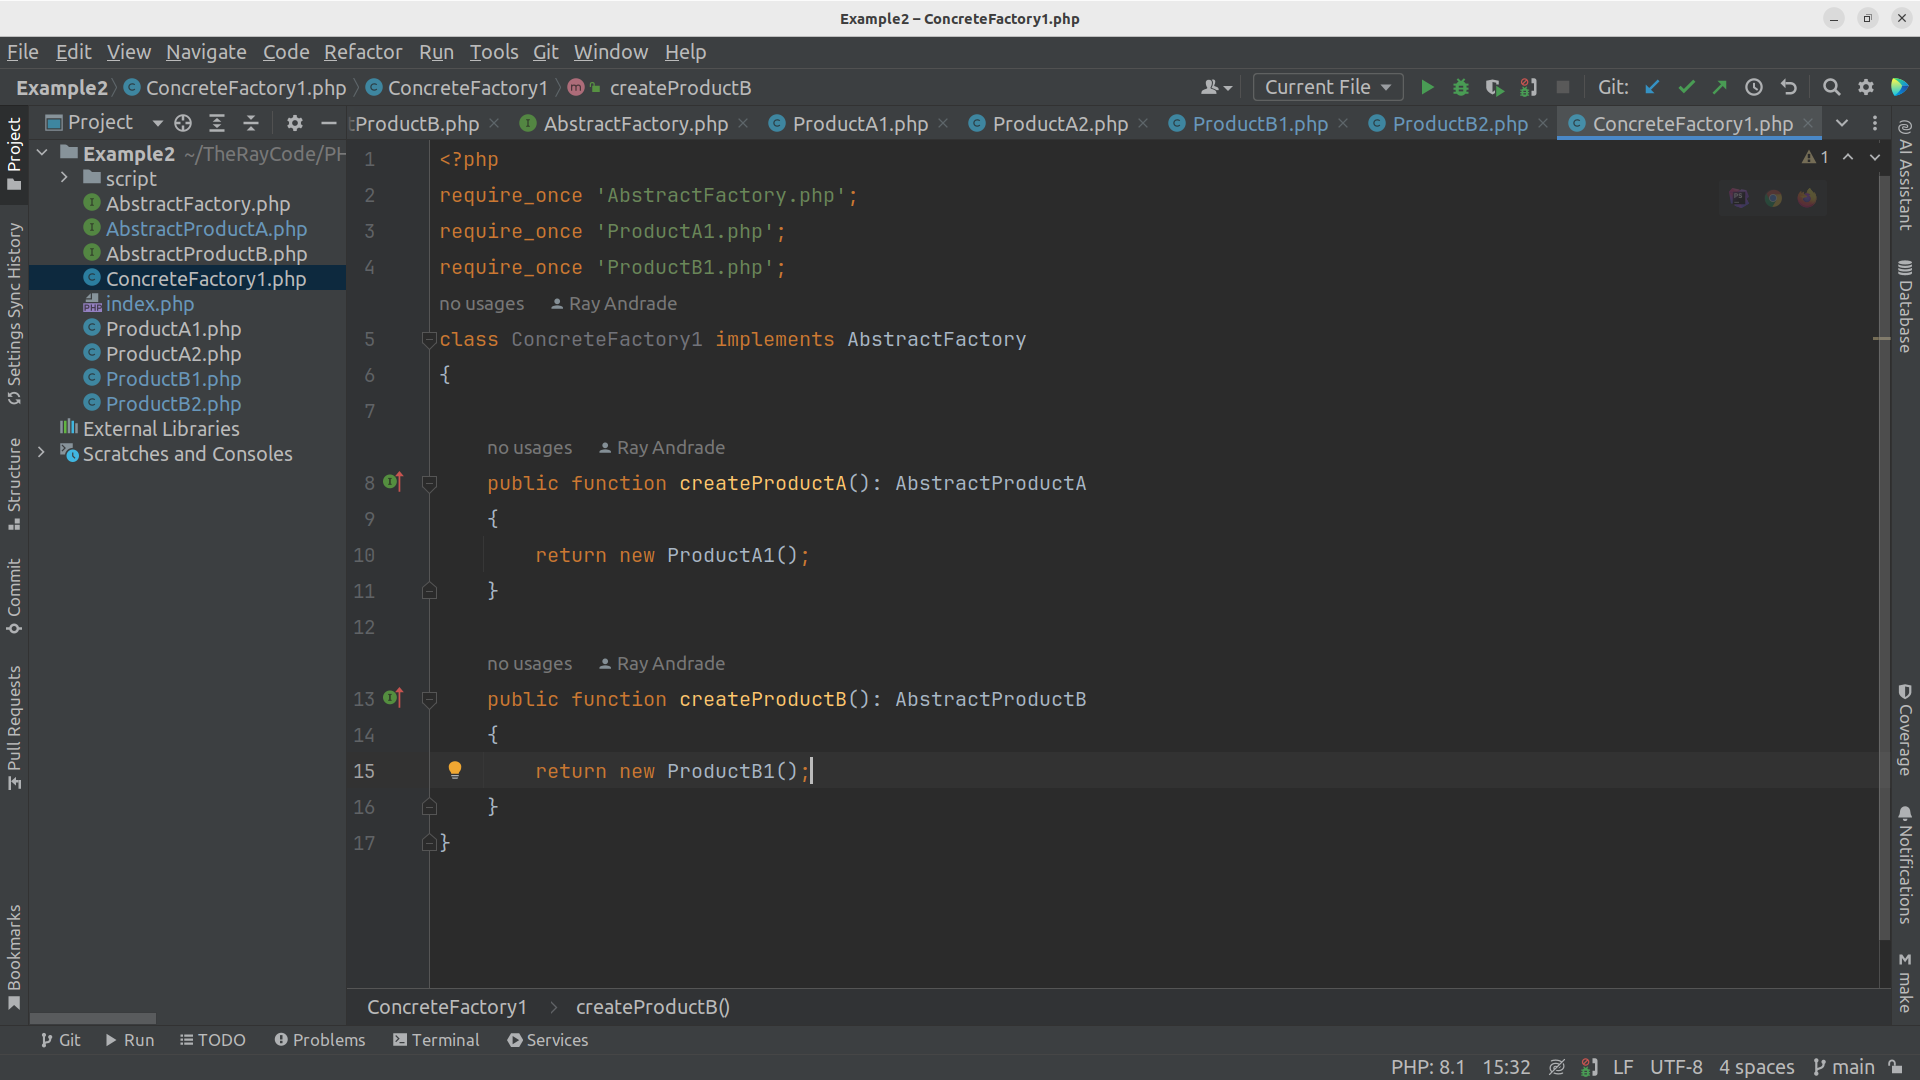 Example2 – ConcreteFactory1.php
File Edit View Navigate Code Refactor Run Tools Git Window Help
Example2 ConcreteFactory1.php ConcreteFactory1 m createProductB
Current File
Git:
Project
tProductB.php
AbstractFactory.php
ProductA1.php
ProductA2.php
ProductB1.php
ProductB2.php
ConcreteFactory1.php
Example2 ~/TheRayCode/PH
script
AbstractFactory.php
AbstractProductA.php
AbstractProductB.php
ConcreteFactory1.php
index.php
ProductA1.php
ProductA2.php
ProductB1.php
ProductB2.php
External Libraries
Scratches and Consoles
Project
Settings Sync History
Structure
Commit
Pull Requests
Bookmarks
1 <?php
2 require_once 'AbstractFactory.php';
3 require_once 'ProductA1.php';
4 require_once 'ProductB1.php';
no usages Ray Andrade
5 class ConcreteFactory1 implements AbstractFactory
6 {
7
no usages Ray Andrade
8 public function createProductA(): AbstractProductA
9 {
10 return new ProductA1();
11 }
12
no usages Ray Andrade
13 public function createProductB(): AbstractProductB
14 {
15 return new ProductB1();
16 }
17 }
1
AI Assistant
Database
Coverage
Notifications
M make
ConcreteFactory1 > createProductB()
Git Run TODO Problems Terminal Services
PHP: 8.1 15:32 LF UTF-8 4 spaces main